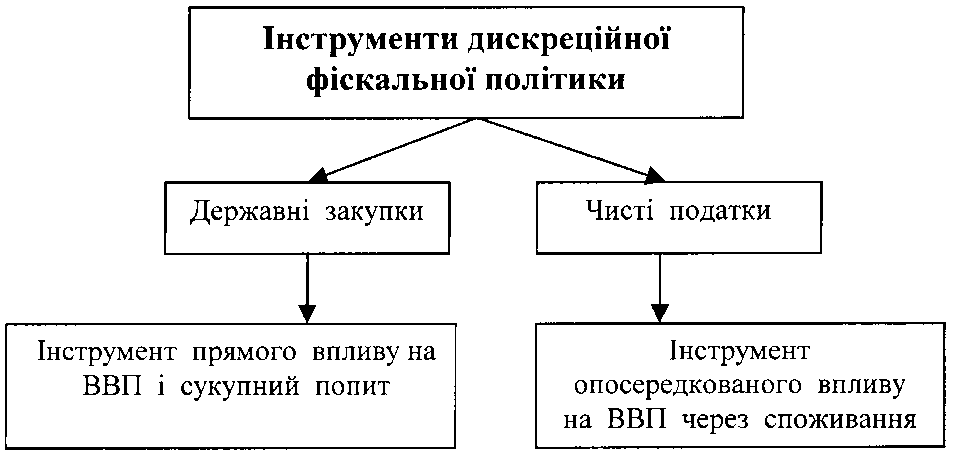 Інструменти дискреційної
фіскальної політики
Державні закупки
Чисті податки
Інструмент прямого впливу на
ВВП і сукупний попит
Інструмент
опосередкованого впливу
на ВВП через споживання